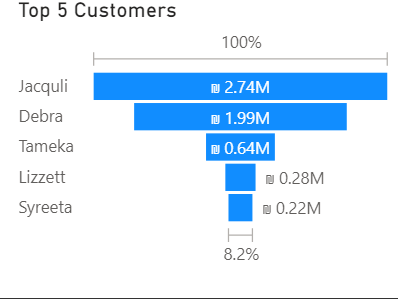 Top 5 Customers
100%
Jacquli ₪ 2.74M
Debra ₪ 1.99M
Tameka ₪ 0.64M
Lizzett ₪ 0.28M
Syreeta ₪ 0.22M
8.2%